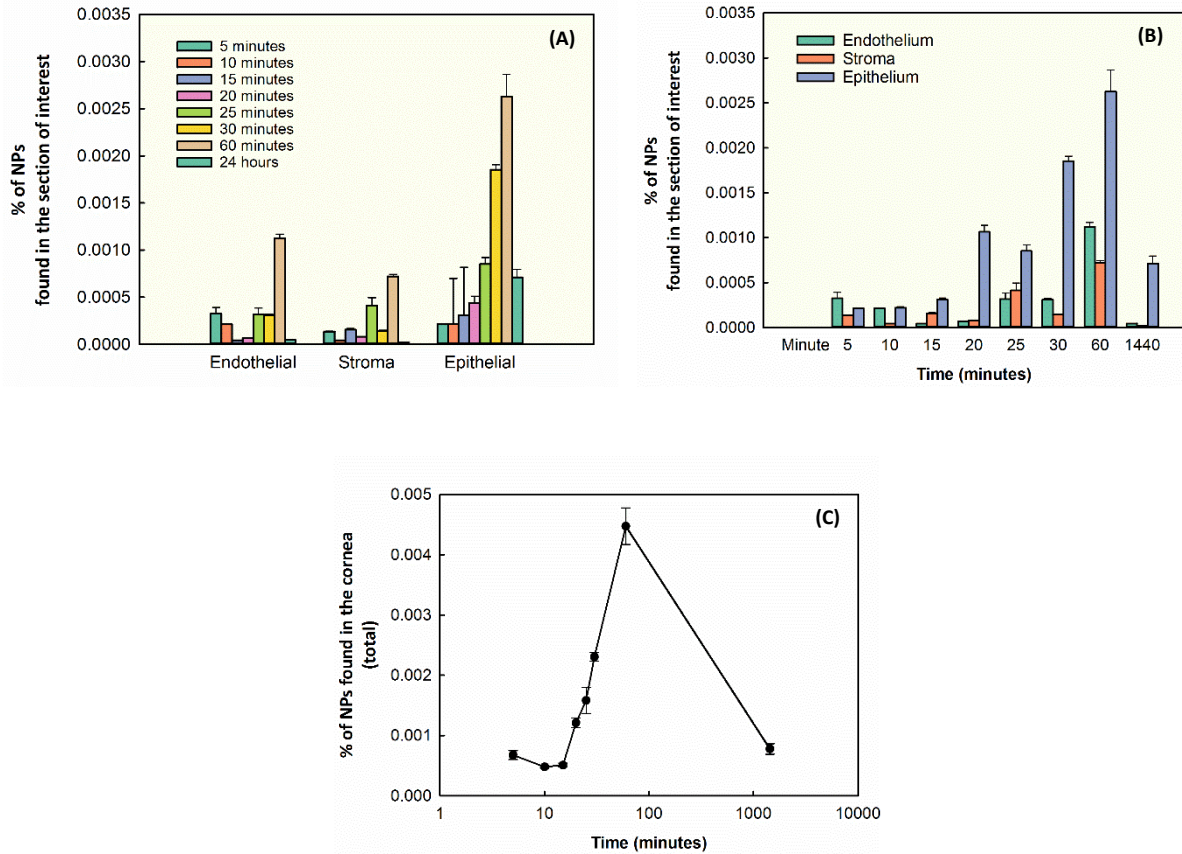 (A)
% of NPs
found in the section of interest
0.0035
0.0030
0.0025
0.0020
0.0015
0.0010
0.0005
0.0000
5 minutes
10 minutes
15 minutes
20 minutes
25 minutes
30 minutes
60 minutes
24 hours
Endothelial Stroma Epithelial
(B)
% of NPs
found in the section of interest
0.0035
0.0030
0.0025
0.0020
0.0015
0.0010
0.0005
0.0000
Endothelium
Stroma
Epithelium
Minute 5 10 15 20 25 30 60 1440
Time (minutes)
(C)
% of NPs found in the cornea
(total)
0.005
0.004
0.003
0.002
0.001
0.000
1 10 100 1000 10000
Time (minutes)